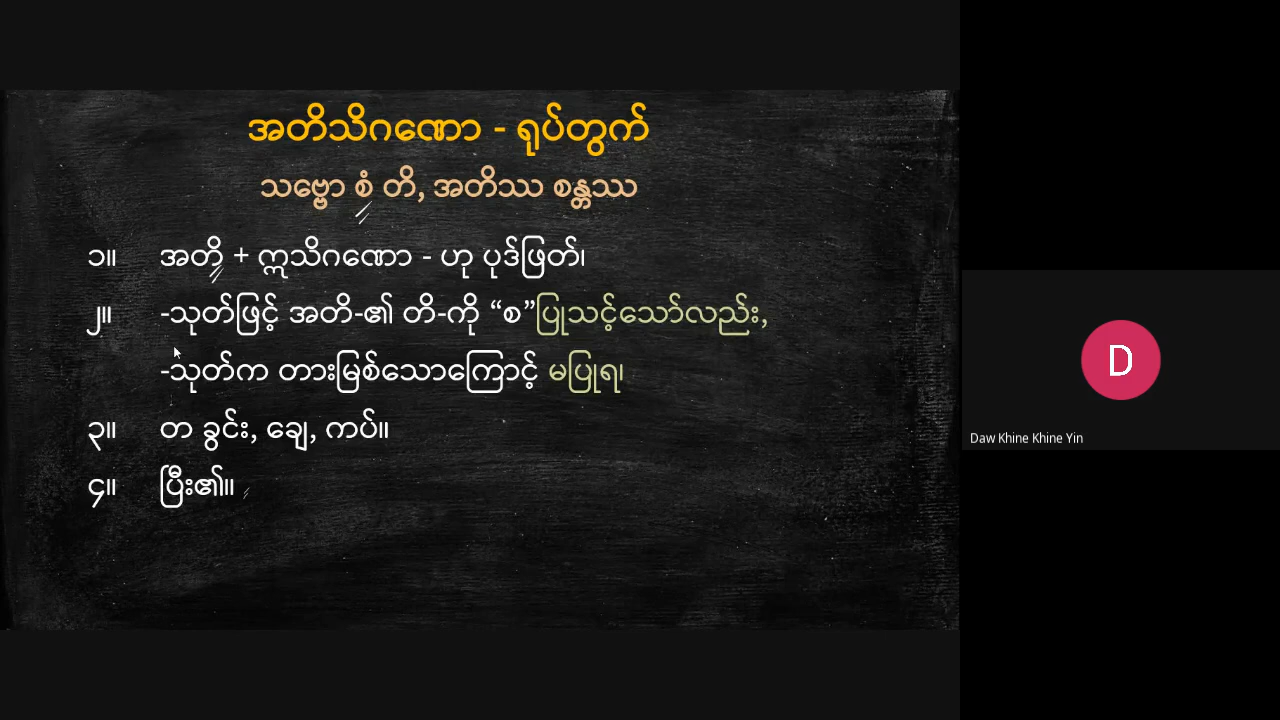 အတိသိဂဏော - ရုပ်တွက်
သဗ္ဗော စံ တိ, အတိဿ စန္တဿ
၁။ အတိ + ဣသိဂဏော - ဟု ပုဒ်ဖြတ်၊
၂။ -သုတ်ဖြင့် အတိ-၏ တိ-ကို “စ”ပြုသင့်သော်လည်း,
-သုတ်က တားမြစ်သောကြောင့် မပြုရ၊
၃။ တ ခွင်း, ချေ, ကပ်။
၄။ ပြီး၏။
D
Daw Khine Khine Yin